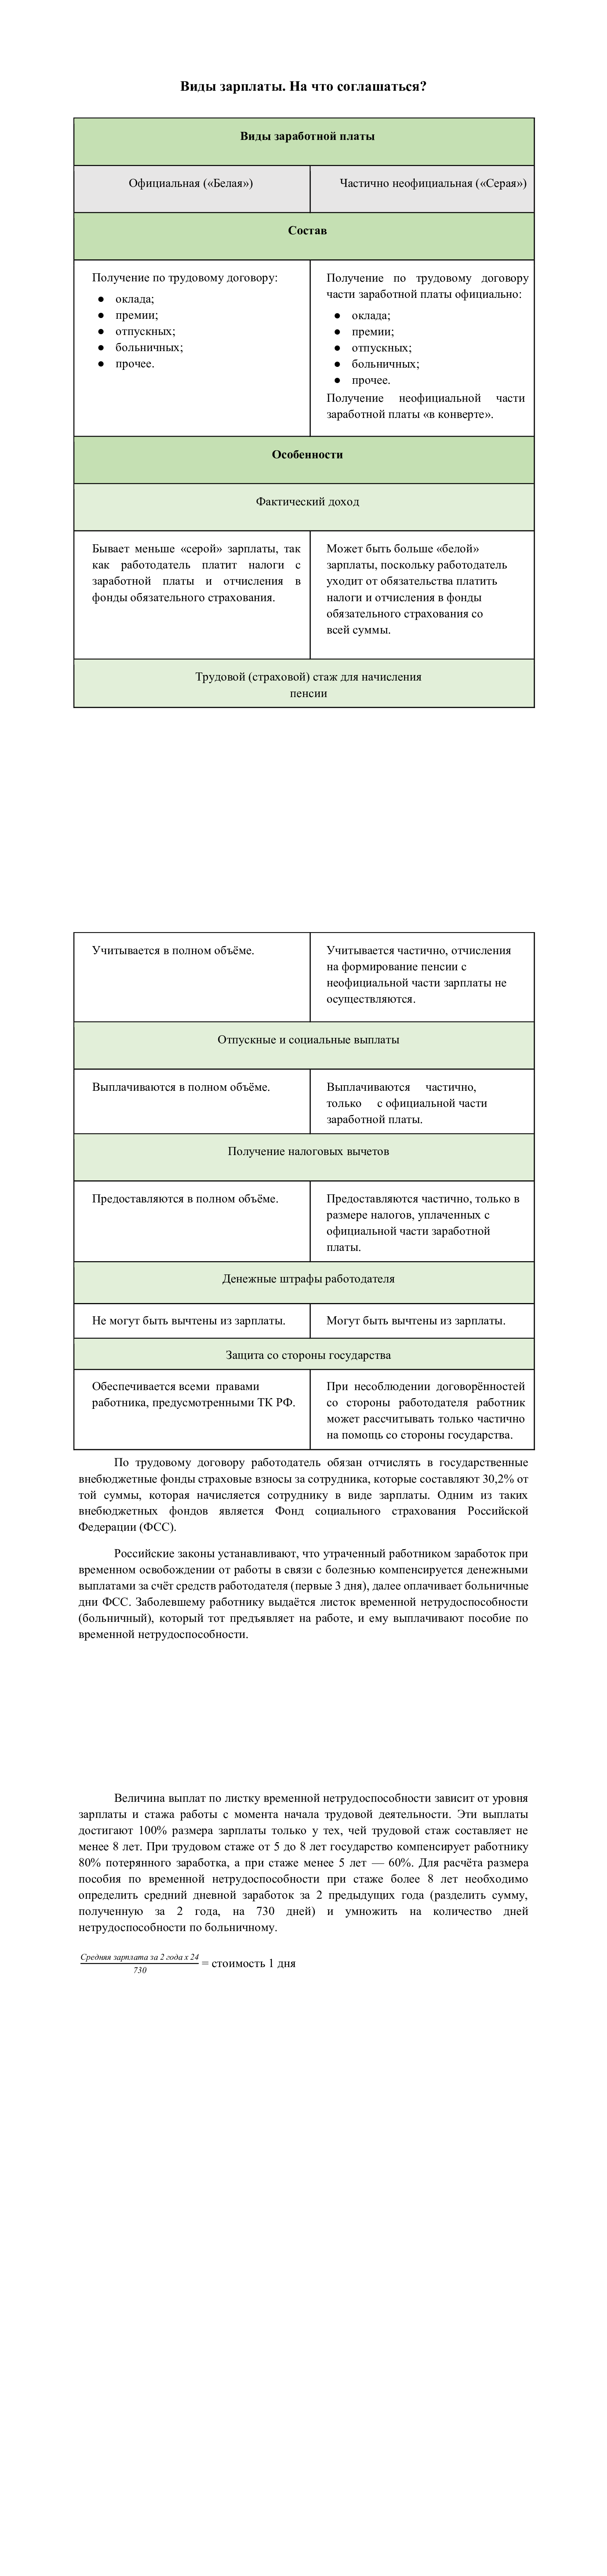 Виды зарплаты. На что соглашаться?
Виды заработной платы
Официальная («Белая»)
Частично неофициальная («Серая»)
Состав
Получение по трудовому договору:
● оклада;
● премии;
● отпускных;
● больничных;
● прочее.
Получение по трудовому договору
части заработной платы официально:
● оклада;
● премии;
● отпускных;
● больничных;
● прочее.
Получение неофициальной части
заработной платы «в конверте».
Особенности
Фактический доход
Бывает меньше «серой» зарплаты, так
как работодатель платит налоги с
заработной платы и отчисления в
фонды обязательного страхования.
Может быть больше «белой»
зарплаты, поскольку работодатель
уходит от обязательства платить
налоги и отчисления в фонды
обязательного страхования со
всей суммы.
Трудовой (страховой) стаж для начисления
пенсии
Учитывается в полном объёме.
Учитывается частично, отчисления
на формирование пенсии с
неофициальной части зарплаты не
осуществляются.
Отпускные и социальные выплаты
Выплачиваются в полном объёме.
Выплачиваются частично,
только с официальной части
заработной платы.
Получение налоговых вычетов
Предоставляются в полном объёме.
Предоставляются частично, только в
размере налогов, уплаченных с
официальной части заработной
платы.
Денежные штрафы работодателя
Не могут быть вычтены из зарплаты.
Могут быть вычтены из зарплаты.
Защита со стороны государства
Обеспечивается всеми правами
работника, предусмотренными ТК РФ.
При несоблюдении договорённостей
со стороны работодателя работник
может рассчитывать только частично
на помощь со стороны государства.
По трудовому договору работодатель обязан отчислять в государственные
внебюджетные фонды страховые взносы за сотрудника, которые составляют 30,2% от
той суммы, которая начисляется сотруднику в виде зарплаты. Одним из таких
внебюджетных фондов является Фонд социального страхования Российской
Федерации (ФСС).
Российские законы устанавливают, что утраченный работником заработок при
временном освобождении от работы в связи с болезнью компенсируется денежными
выплатами за счёт средств работодателя (первые 3 дня), далее оплачивает больничные
дни ФСС. Заболевшему работнику выдаётся листок временной нетрудоспособности
(больничный), который тот предъявляет на работе, и ему выплачивают пособие по
временной нетрудоспособности.
Величина выплат по листку временной нетрудоспособности зависит от уровня
зарплаты и стажа работы с момента начала трудовой деятельности. Эти выплаты
достигают 100% размера зарплаты только у тех, чей трудовой стаж составляет не
менее 8 лет. При трудовом стаже от 5 до 8 лет государство компенсирует работнику
80% потерянного заработка, а при стаже менее 5 лет — 60%. Для расчёта размера
пособия по временной нетрудоспособности при стаже более 8 лет необходимо
определить средний дневной заработок за 2 предыдущих года (разделить сумму,
полученную за 2 года, на 730 дней) и умножить на количество дней
нетрудоспособности по больничному.
Средняя зарплата за 2 года x 24
730
= стоимость 1 дня